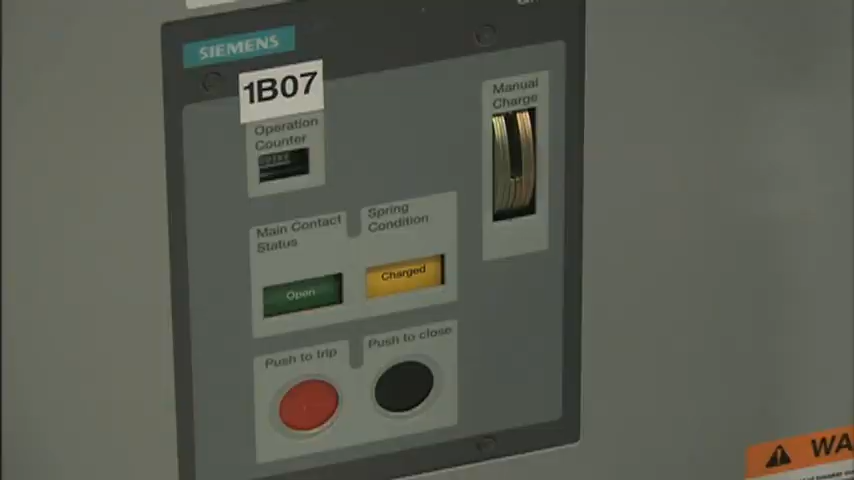 SIEMENS
1B07
Operation
Counter
Manual
Charge
Main Contact
Status
Spring
Condition
Open
Charged
Push to trip
Push to close
WA